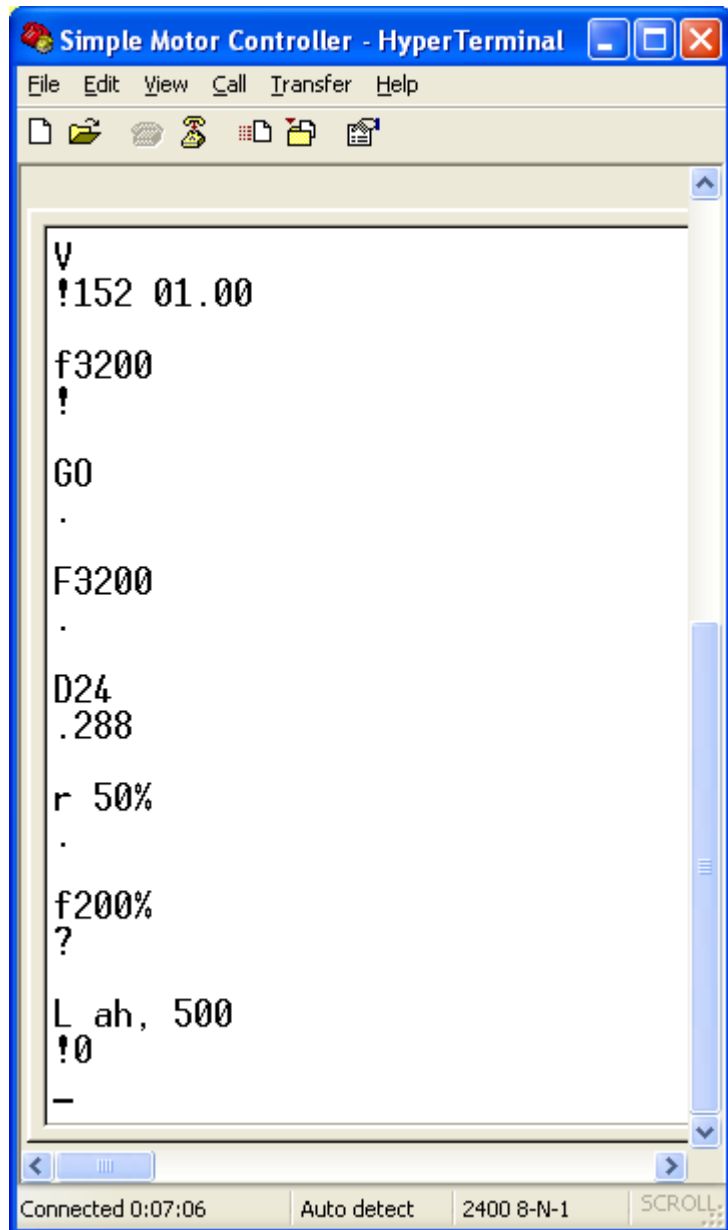 Simple Motor Controller - HyperTerminal
File Edit View Call Transfer Help
V
!152 01.00
f3200
!
GO
.
F3200
.
D24
.288
r 50%
.
f200%
?
L ah, 500
!0
_
Connected 0:07:06 Auto detect 2400 8-N-1 SCROLL